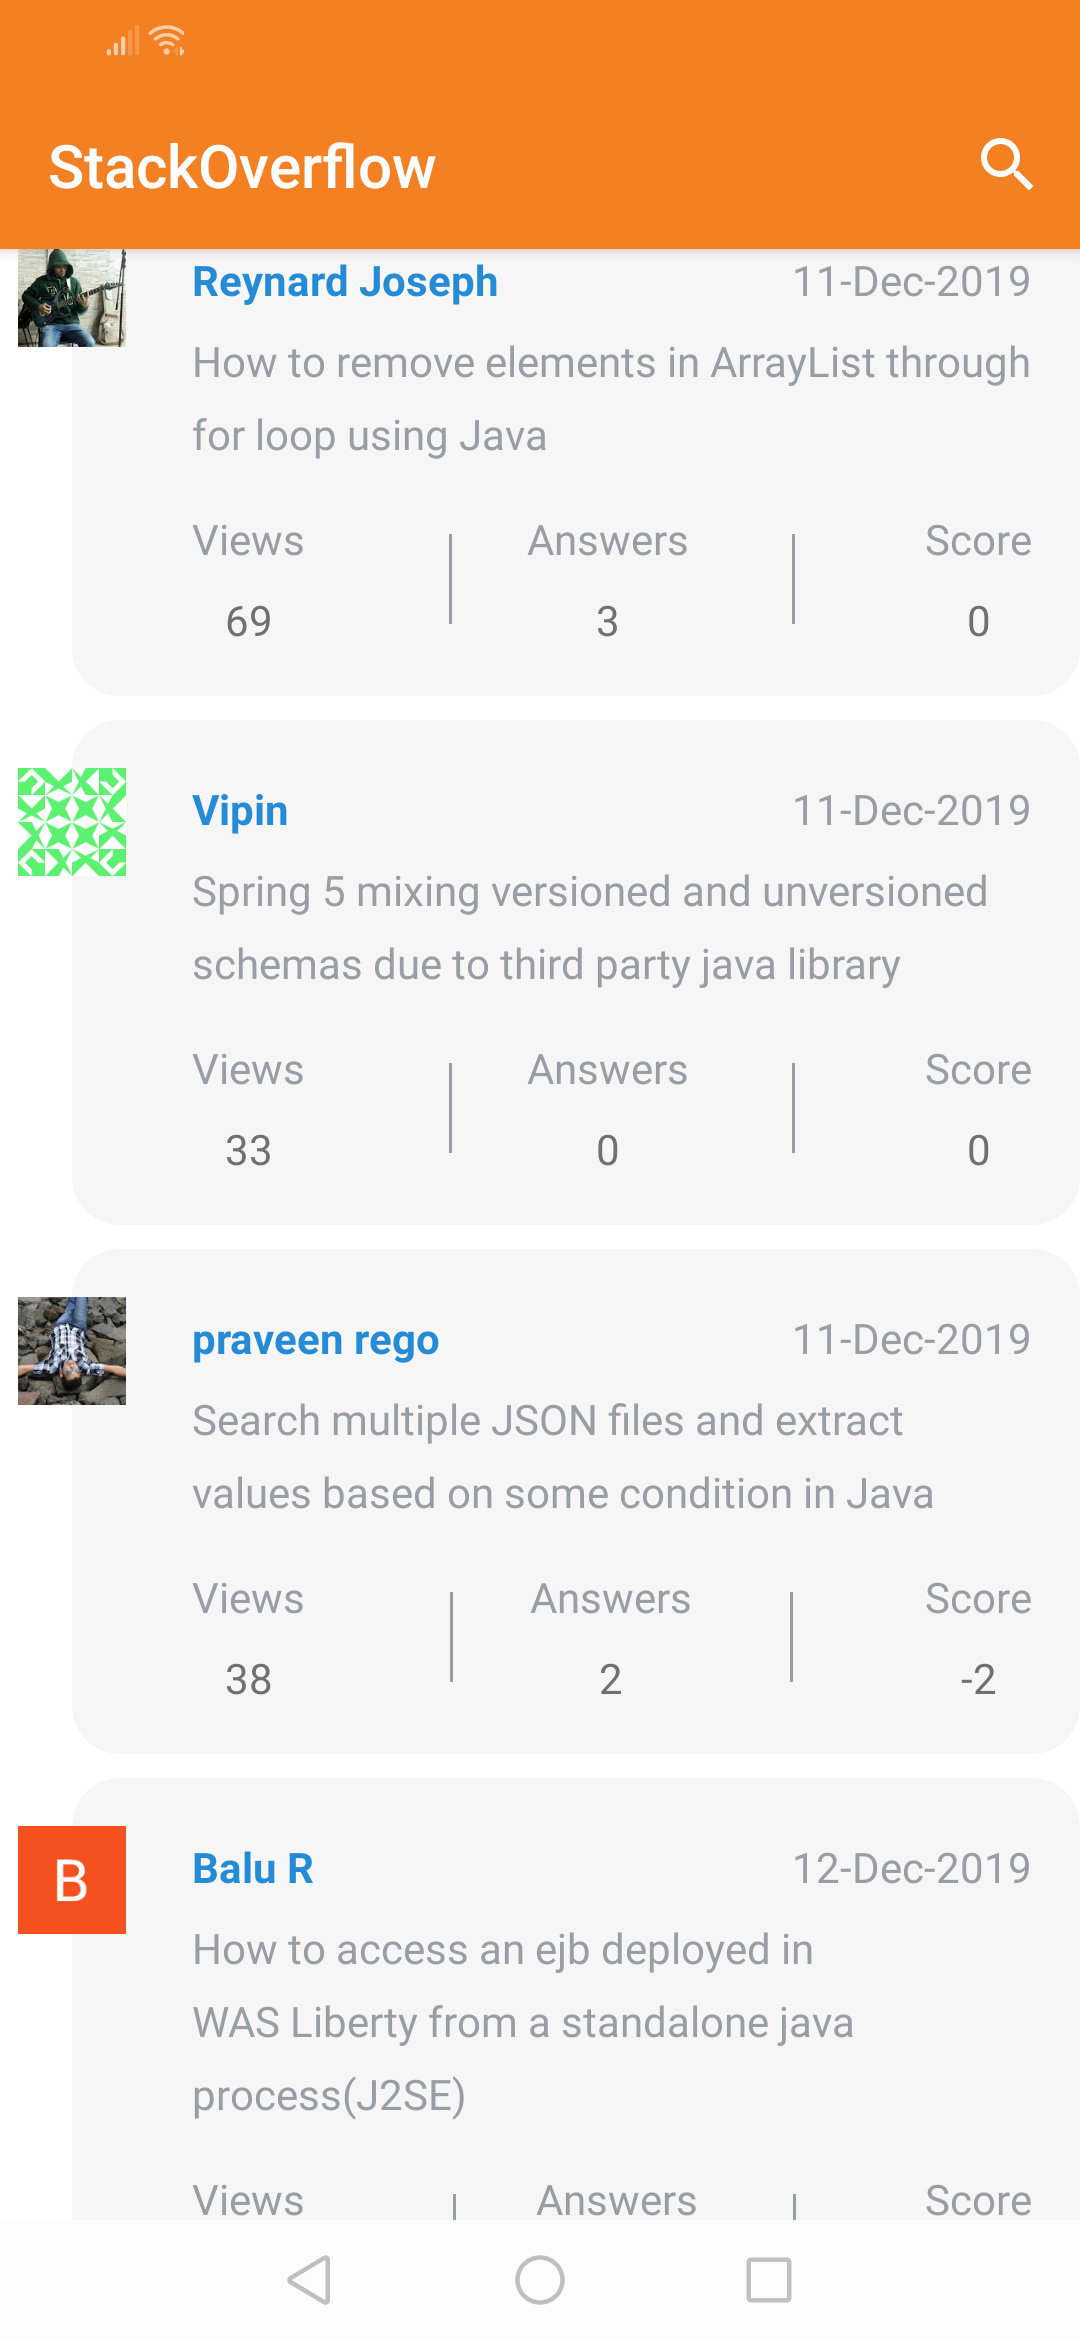 StackOverflow
Reynard Joseph 11-Dec-2019
How to remove elements in ArrayList through
for loop using Java
Views Answers Score
69 3 0
Vipin 11-Dec-2019
Spring 5 mixing versioned and unversioned
schemas due to third party java library
Views Answers Score
33 0 0
praveen rego 11-Dec-2019
Search multiple JSON files and extract
values based on some condition in Java
Views Answers Score
38 2 -2
B
Balu R 12-Dec-2019
How to access an ejb deployed in
WAS Liberty from a standalone java
process(J2SE)
Views Answers Score